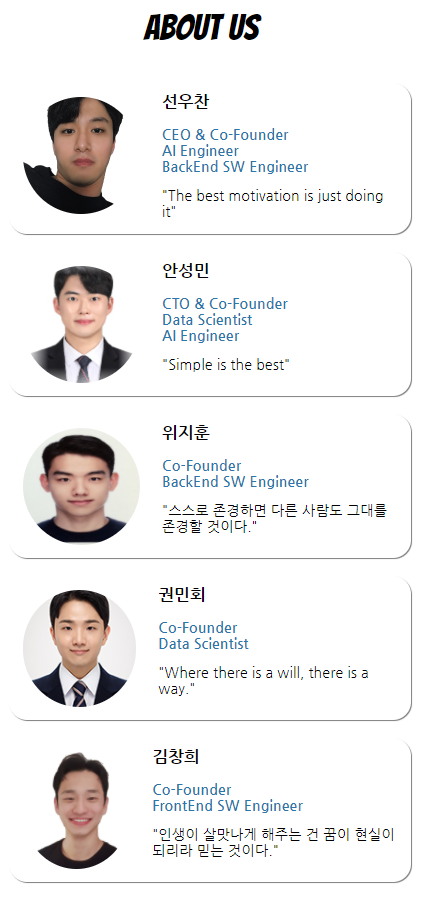 ABOUT US
선우찬
CEO & Co-Founder
AI Engineer
BackEnd SW Engineer
"The best motivation is just doing
it"
안성민
CTO & Co-Founder
Data Scientist
AI Engineer
"Simple is the best"
위지훈
Co-Founder
BackEnd SW Engineer
"스스로 존경하면 다른 사람도 그대를
존경할 것이다."
권민회
Co-Founder
Data Scientist
"Where there is a will, there is a
way."
김창희
Co-Founder
FrontEnd SW Engineer
"인생이 살맛나게 해주는 건 꿈이 현실이
되리라 믿는 것이다."